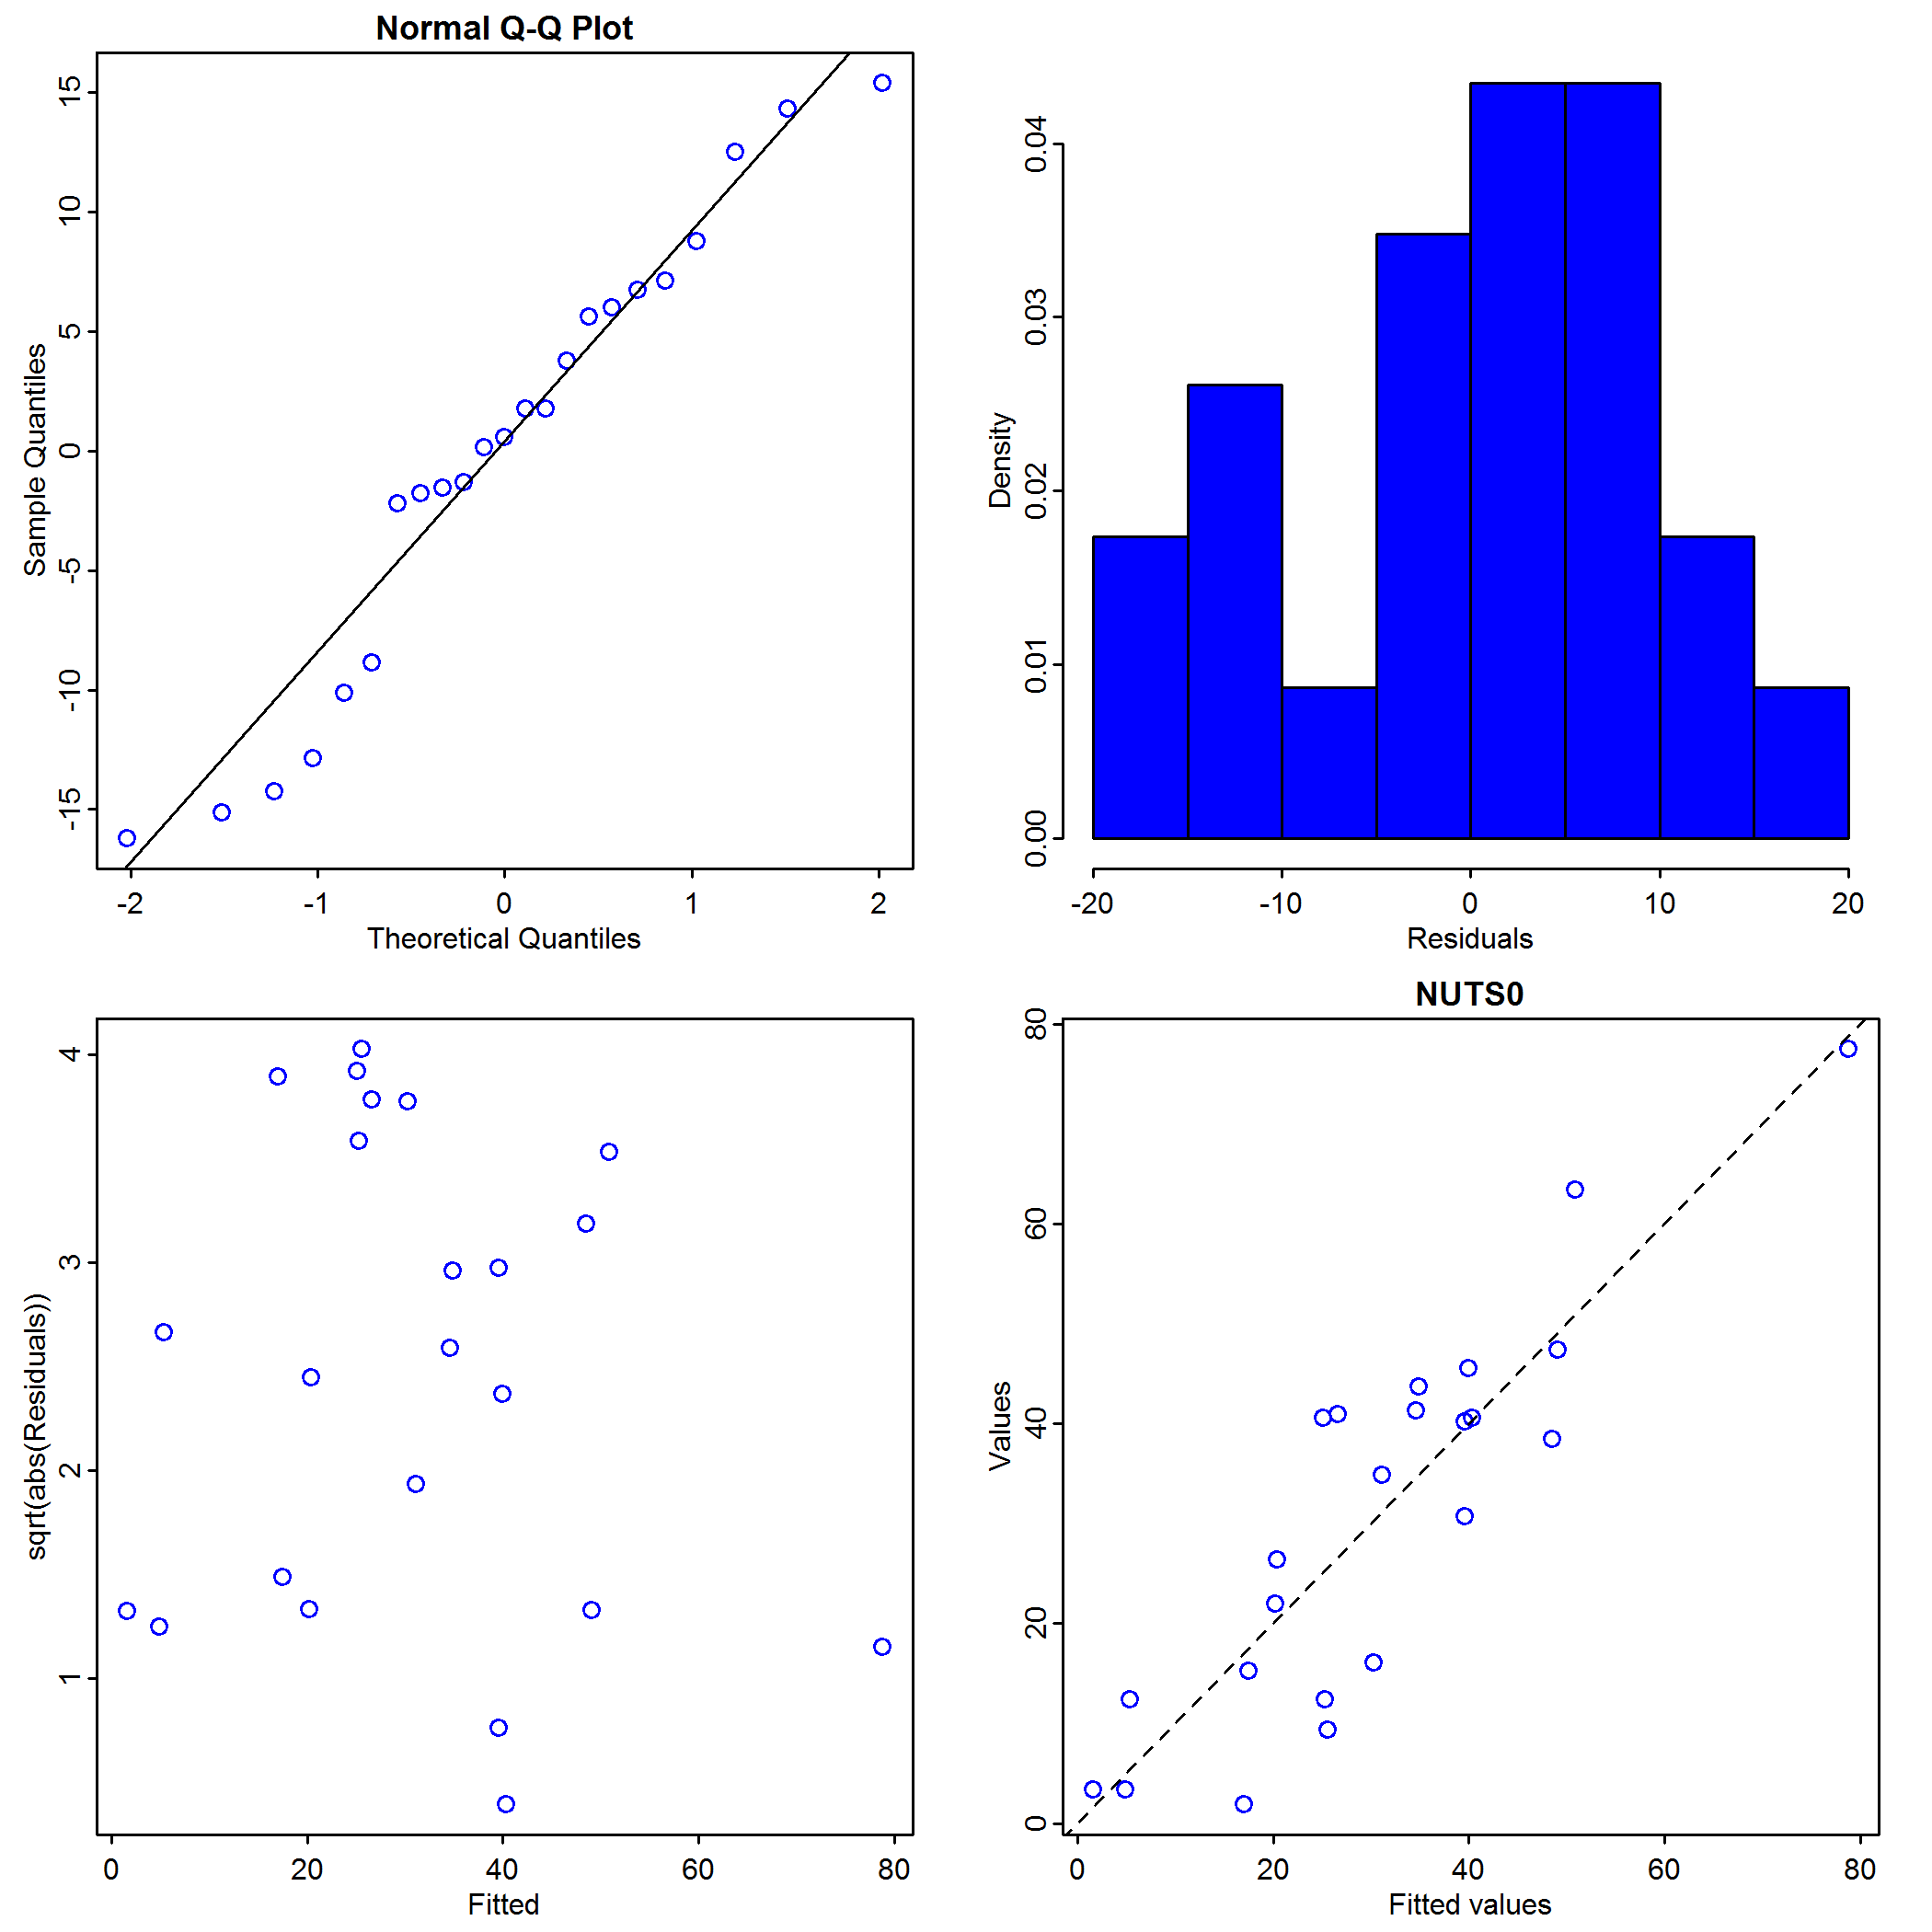 Normal Q-Q Plot
Sample Quantiles
15
10
5
0
-5
-10
-15
-2 -1 0 1 2
Theoretical Quantiles
Density
0.04
0.03
0.02
0.01
0.00
-20 -10 0 10 20
Residuals
sqrt(abs(Residuals))
4
3
2
1
0 20 40 60 80
Fitted
NUTS0
Values
80
60
40
20
0
0 20 40 60 80
Fitted values